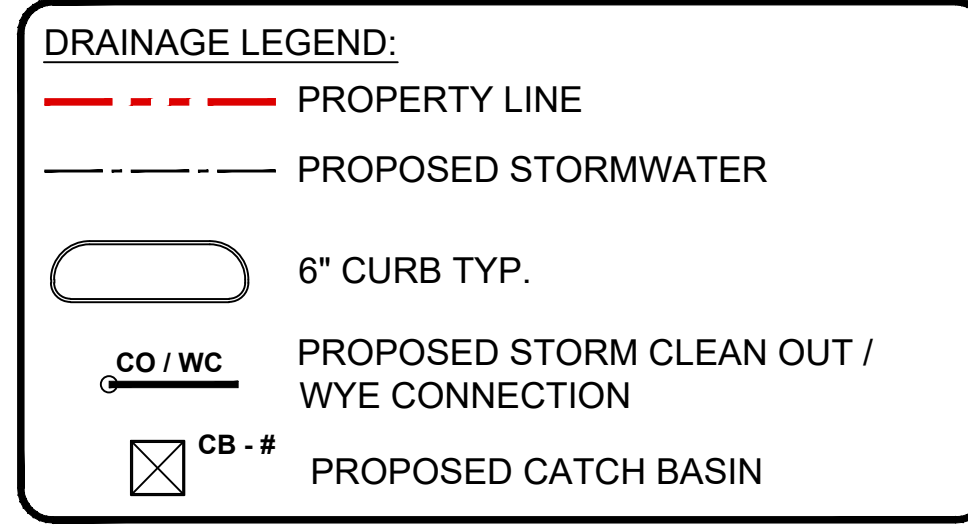 DRAINAGE LEGEND:
PROPERTY LINE
PROPOSED STORMWATER
6" CURB TYP.
CO / WC
PROPOSED STORM CLEAN OUT /
WYE CONNECTION
CB - #
PROPOSED CATCH BASIN